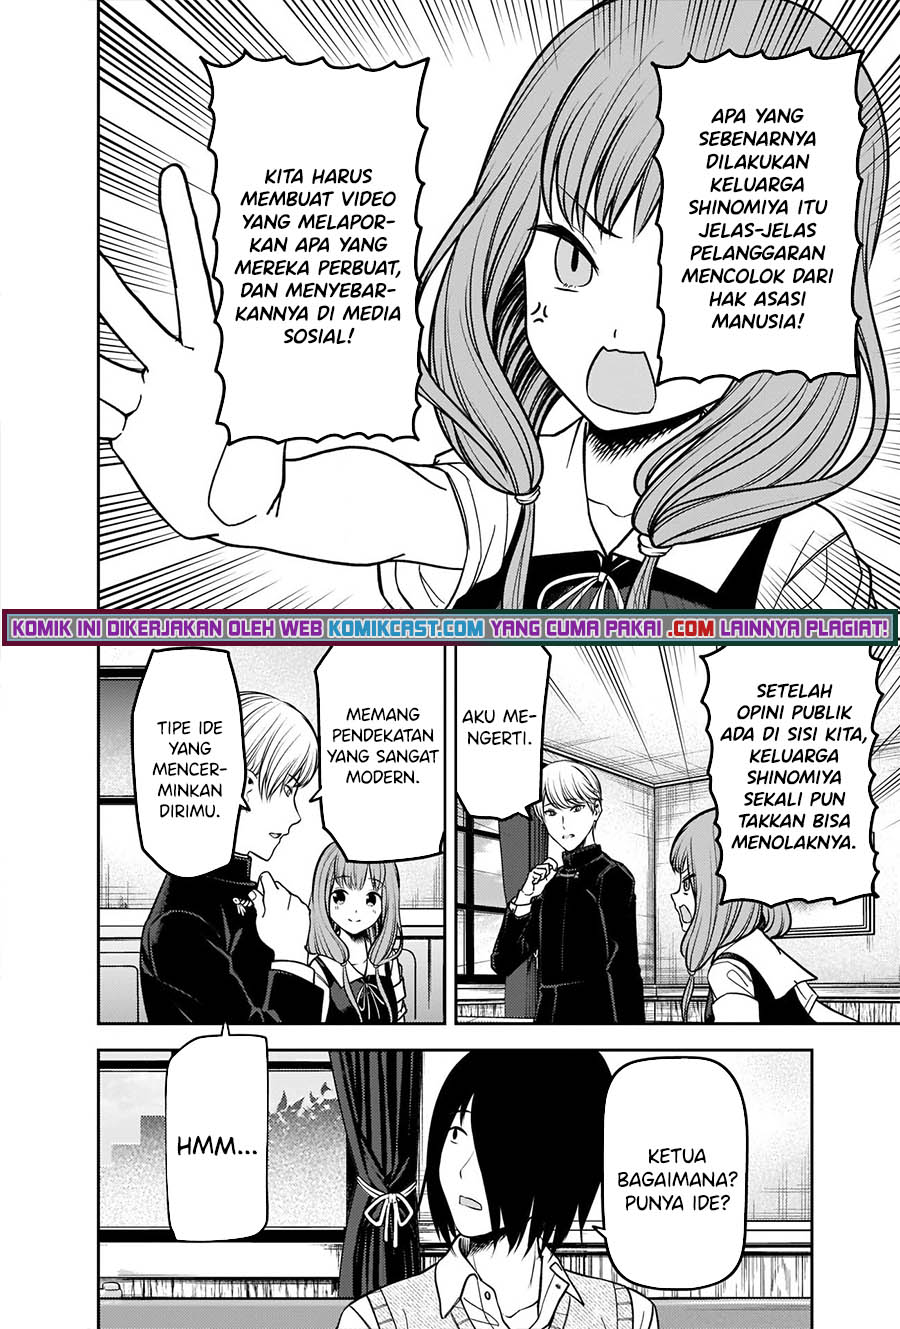 APA YANG
SEBENARNYA
DILAKUKAN
KELUARGA
SHINOMIYA ITU
JELAS-JELAS
PELANGGARAN
MENCOLOK DARI
HAK ASASI
MANUSIA!
KITA HARUS
MEMBUAT VIDEO
YANG MELAPOR-
KAN APA YANG
MEREKA PERBUAT,
DAN MENYEBAR-
KANNYA DI MEDIA
SOSIAL!
KOMIK INI DIKERJAKAN OLEH WEB KOMIKCAST.COM YANG CUMA PAKAI .COM LAINNYA PLAGIAT!
SETELAH
OPINI PUBLIK
ADA DI SISI KITA,
KELUARGA
SHINOMIYA
SEKALI PUN
TAKKAN BISA
MENOLAKNYA.
AKU ME-
NGERTI.
MEMANG
PENDEKATAN
YANG SANGAT
MODERN.
TIPE IDE
YANG
MENCER-
MINKAN
DIRIMU.
KETUA
BAGAIMANA?
PUNYA IDE?
HMM...